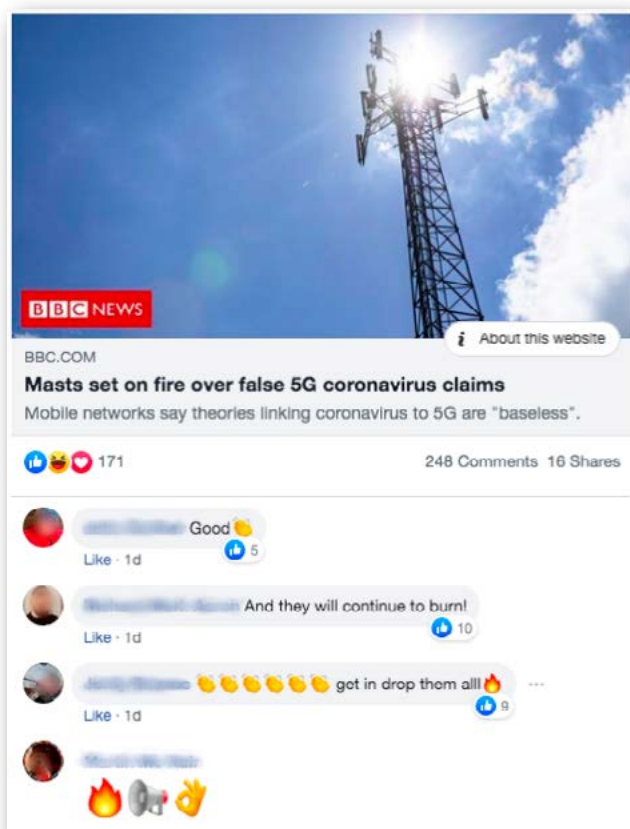 BBC NEWS
i About this website
BBC.COM
Masts set on fire over false 5G coronavirus claims
Mobile networks say theories linking coronavirus to 5G are "baseless".
171 248 Comments 16 Shares
Good👏
5
Like · 1d
And they will continue to burn!
10
Like · 1d
👏👏👏👏👏👏 get in drop them alll🔥
9
Like · 1d
🔥📢👌